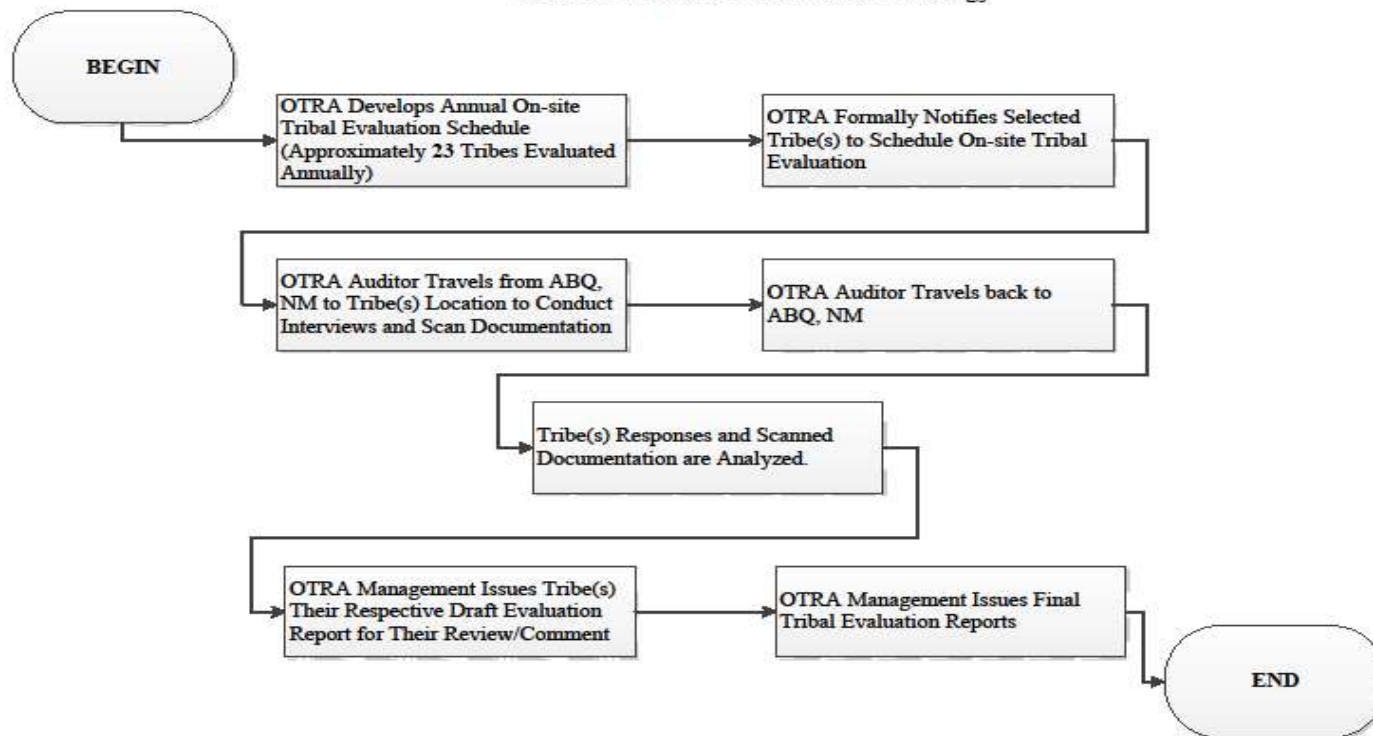 BEGIN
OTRA Develops Annual On-site
Tribal Evaluation Schedule
(Approximately 23 Tribes Evaluated
Annually)
OTRA Formally Notifies Selected
Tribe(s) to Schedule On-site Tribal
Evaluation
OTRA Auditor Travels from ABQ,
NM to Tribe(s) Location to Conduct
Interviews and Scan Documentation
OTRA Auditor Travels back to
ABQ, NM
Tribe(s) Responses and Scanned
Documentation are Analyzed.
OTRA Management Issues Tribe(s)
Their Respective Draft Evaluation
Report for Their Review/Comment
OTRA Management Issues Final
Tribal Evaluation Reports
END